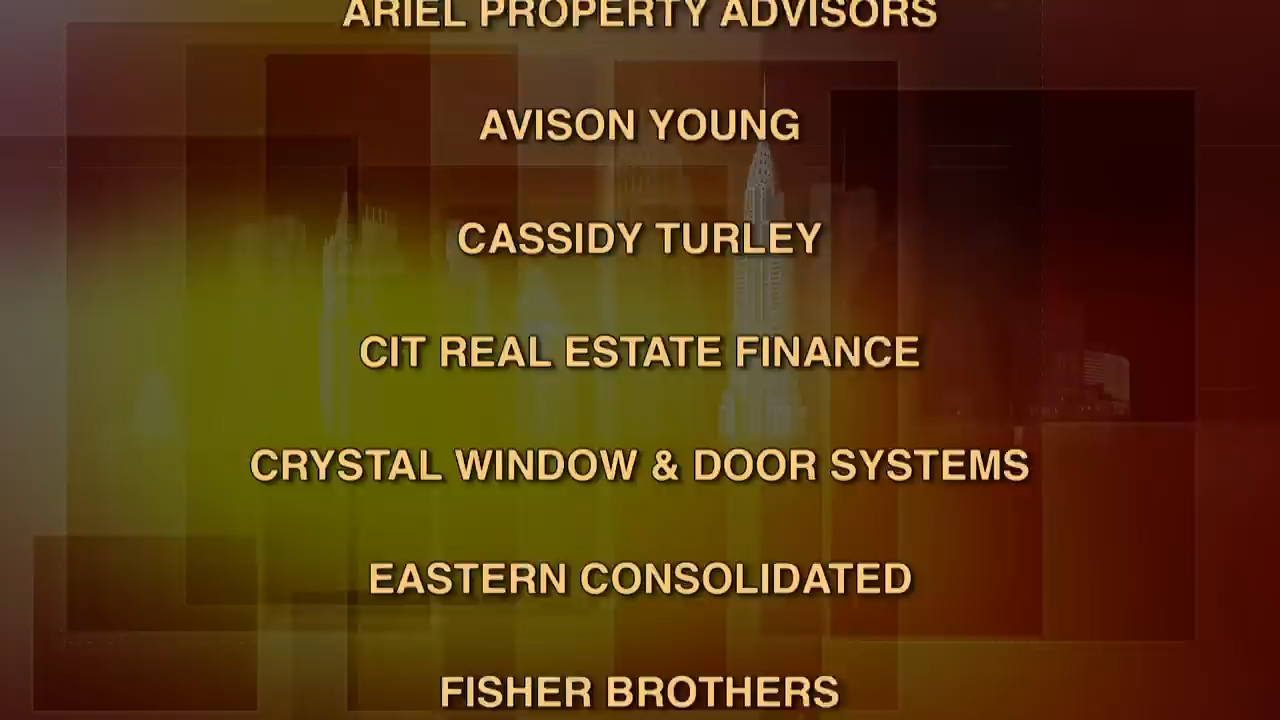 ARIEL PROPERTY ADVISORS
AVISON YOUNG
CASSIDY TURLEY
CIT REAL ESTATE FINANCE
CRYSTAL WINDOW & DOOR SYSTEMS
EASTERN CONSOLIDATED
FISHER BROTHERS